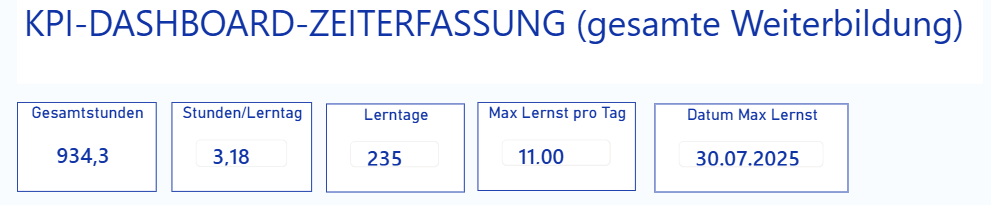 KPI-DASHBOARD-ZEITERFASSUNG (gesamte Weiterbildung)
Gesamtstunden
934,3
Stunden/Lerntag
3,18
Lerntage
235
Max Lernst pro Tag
11.00
Datum Max Lernst
30.07.2025